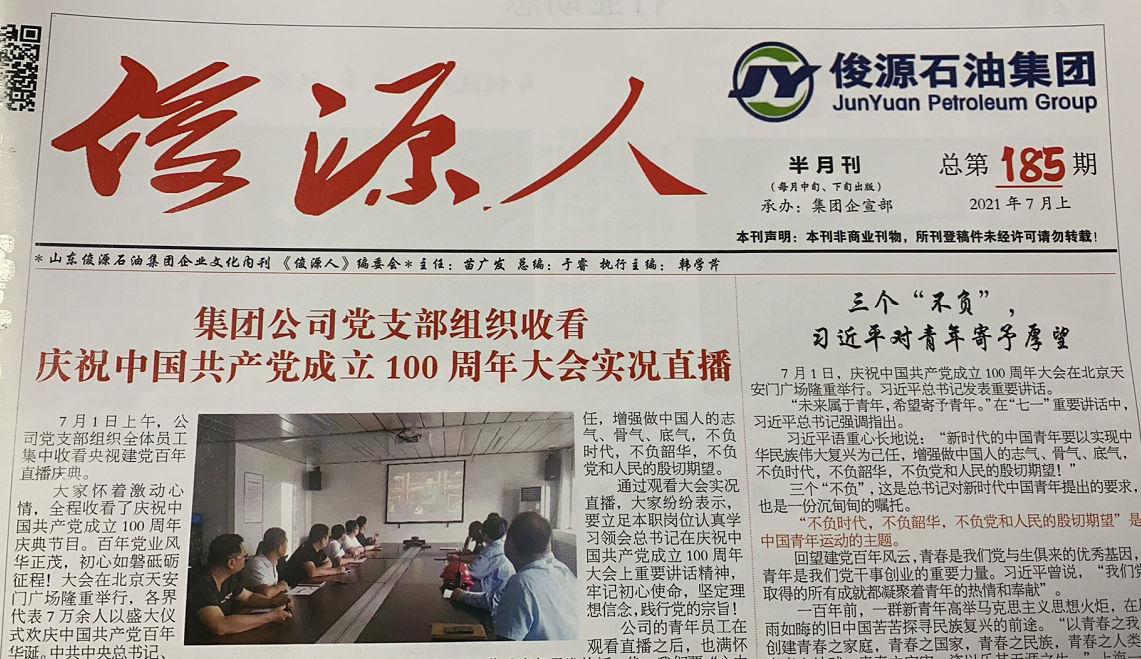 俊源人
JY
俊源石油集团
JunYuan Petroleum Group
半月刊
（每月中旬、下旬出版）
承办：集团企宣部
总第 185 期
2021 年 7 月上
本刊声明：本刊非商业刊物，所刊登稿件未经许可请勿转载！
＊山东俊源石油集团企业文化内刊《俊源人》编委会＊主任：苗广发 总编：于睿 执行主编：韩学芹
集团公司党支部组织收看
庆祝中国共产党成立 100 周年大会实况直播
7 月 1 日上午，公
司党支部组织全体员工
集中收看央视建党百年
直播庆典。
大家怀着激动心
情，全程收看了庆祝中
国共产党成立 100 周年
庆典节目。百年党业风
华正茂，初心如磐砥砺
征程！大会在北京天安
门广场隆重举行，各界
代表 7 万余人以盛大仪
式欢庆中国共产党百年
华诞。中共中央总书记、
任，增强做中国人的志
气、骨气、底气，不负
时代，不负韶华，不负
党和人民的殷切期望。
通过观看大会实况
直播，大家纷纷表示，
要立足本职岗位认真学
习领会总书记在庆祝中
国共产党成立 100 周年
大会上重要讲话精神，
牢记初心使命，坚定理
想信念，践行党的宗旨！
公司的青年员工在
观看直播之后，也满怀
三个“不负”，
习近平对青年寄予厚望
7 月 1 日，庆祝中国共产党成立 100 周年大会在北京天
安门广场隆重举行。习近平总书记发表重要讲话。
“未来属于青年，希望寄予青年。”在“七一”重要讲话中，
习近平总书记强调指出。
习近平语重心长地说：“新时代的中国青年要以实现中
华民族伟大复兴为己任，增强做中国人的志气、骨气、底气，
不负时代，不负韶华，不负党和人民的殷切期望！”
三个“不负”，这是总书记对新时代中国青年提出的要求，
也是一份沉甸甸的嘱托。
“不负时代，不负韶华，不负党和人民的殷切期望”是
中国青年运动的主题。
回望建党百年风云，青春是我们党与生俱来的优秀基因，
青年是我们党干事创业的重要力量。习近平曾说，“我们党
取得的所有成就都凝聚着青年的热情和奉献”。
一百年前，一群新青年高举马克思主义思想火炬，在
雨如晦的旧中国苦苦探寻民族复兴的前途。“以青春之我
创建青春之家庭，青春之国家，青春之民族，青春之人类